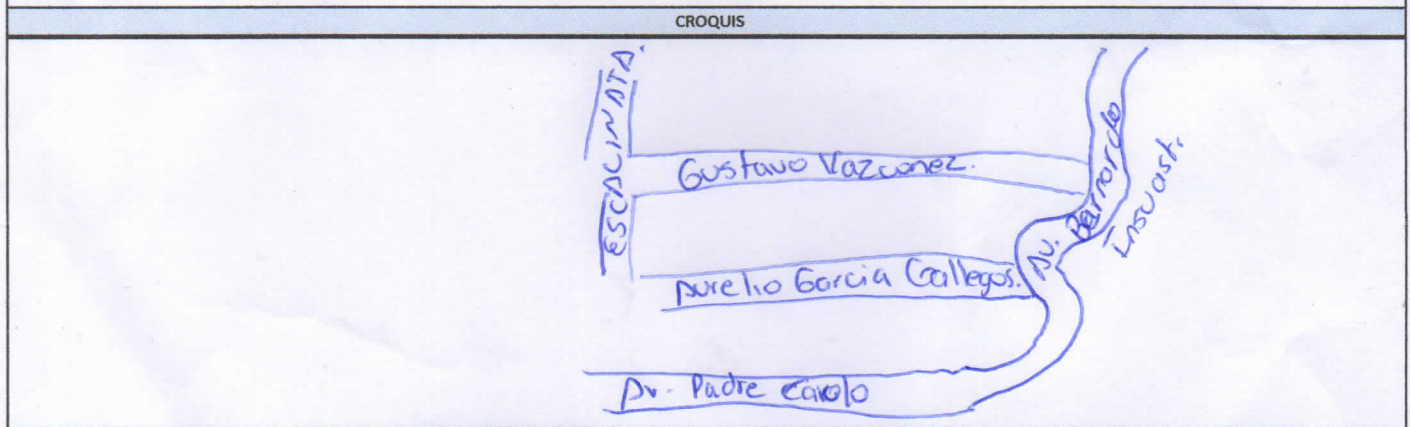 CROQUIS
ESCALINATA.
Gustavo Vazconez.
Aurelio Garcia Gallegos.
Av. Bernardo
Insuast.
Av. Padre Carolo